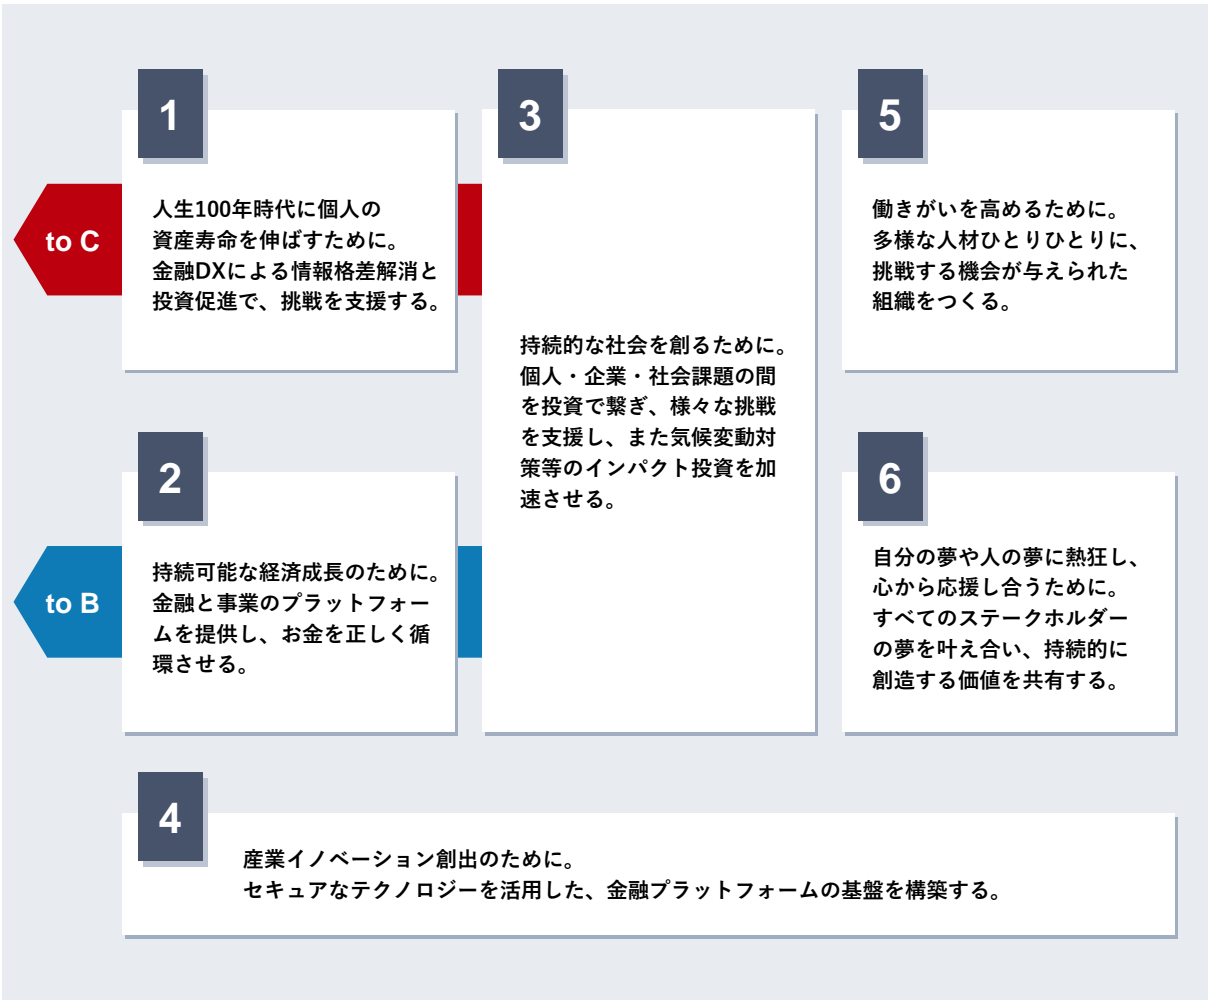 to C
1
人生100年時代に個人の
資産寿命を伸ばすために。
金融DXによる情報格差解消と
投資促進で、挑戦を支援する。
to B
2
持続可能な経済成長のために。
金融と事業のプラットフォー
ムを提供し、お金を正しく循
環させる。
3
持続的な社会を創るために。
個人・企業・社会課題の間
を投資で繋ぎ、様々な挑戦
を支援し、また気候変動対
策等のインパクト投資を加
速させる。
4
産業イノベーション創出のために。
セキュアなテクノロジーを活用した、金融プラットフォームの基盤を構築する。
5
働きがいを高めるために。
多様な人材ひとりひとりに、
挑戦する機会が与えられた
組織をつくる。
6
自分の夢や人の夢に熱狂し、
心から応援し合うために。
すべてのステークホルダー
の夢を叶え合い、持続的に
創造する価値を共有する。